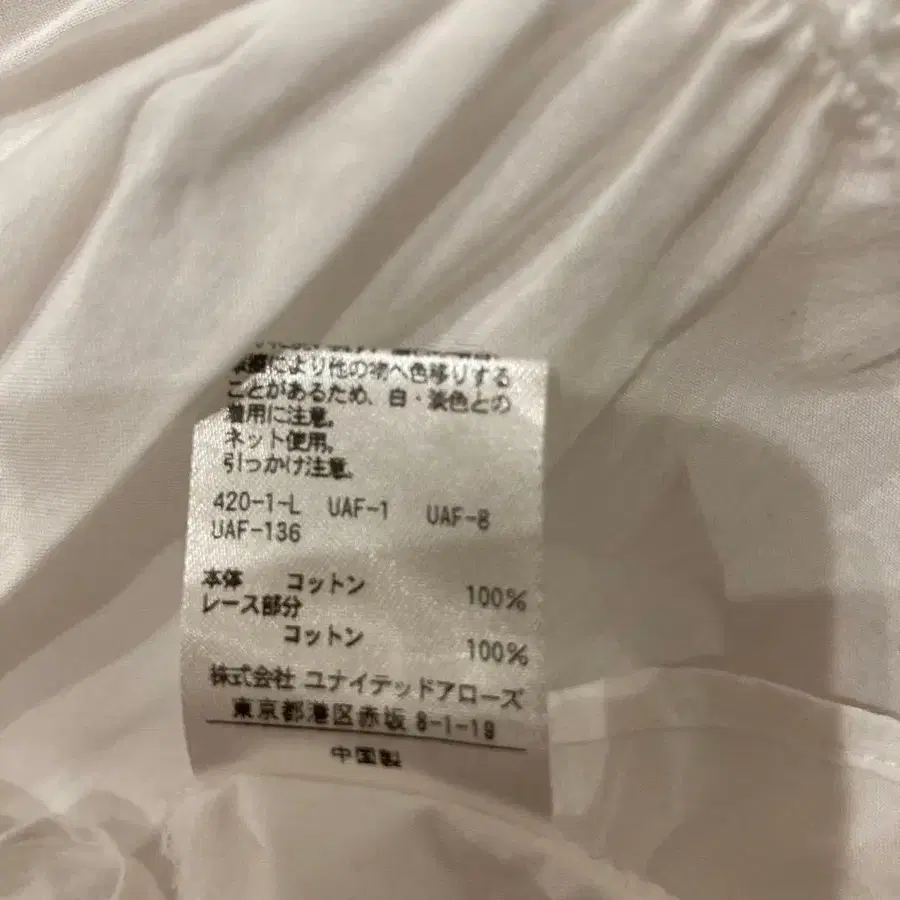 により他の物へ色移りする
ことがあるため、白・淡色との
着用に注意。
ネット使用。
引っかけ注意。
420-1-L UAF-1 UAF-8
UAF-136
本体 コットン 100%
レース部分
コットン 100%
株式会社 ユナイテッドアローズ
東京都港区赤坂 8-1-19
中国製